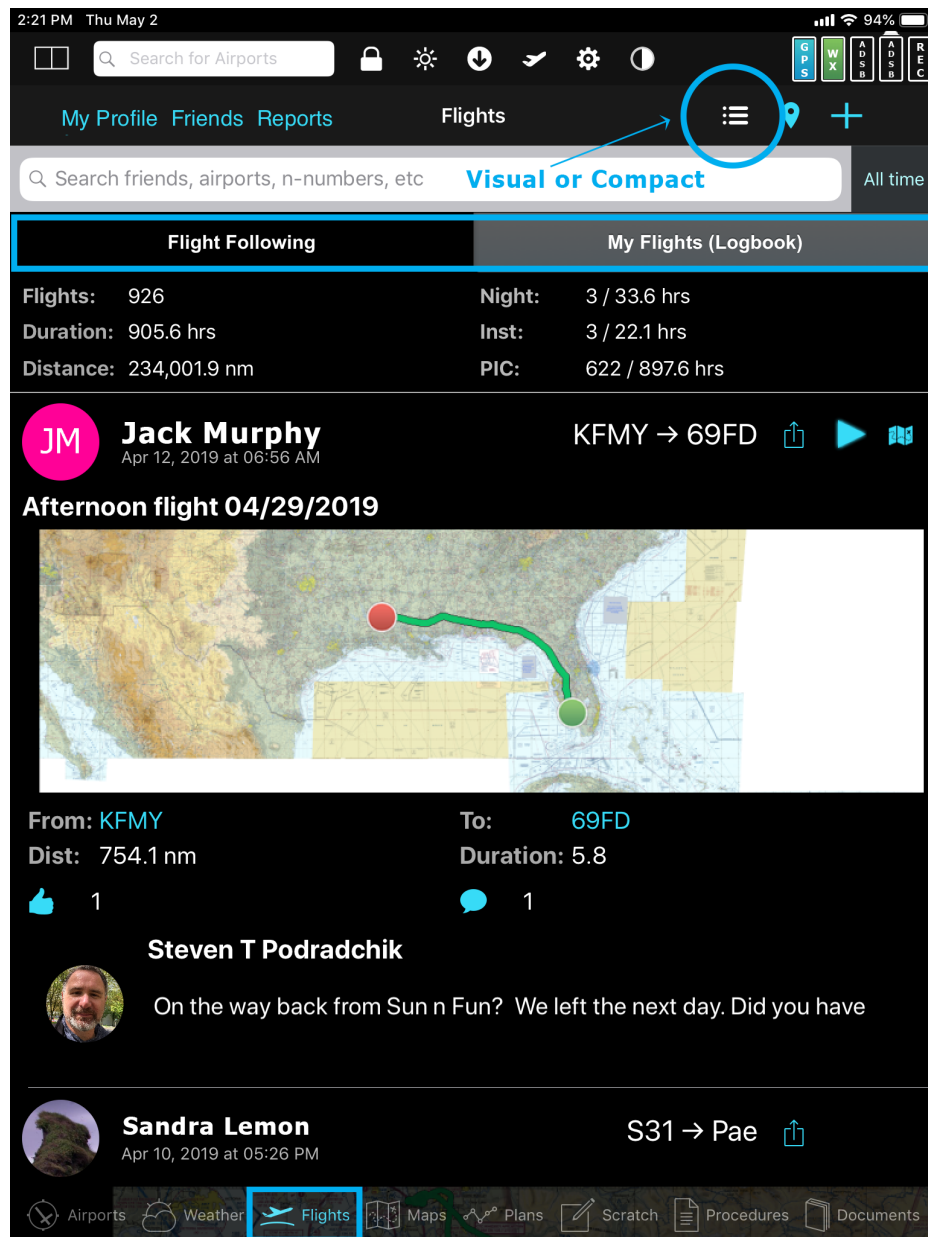 2:21 PM Thu May 2 94%
Search for Airports
GPS WX ADSB ADSB REC
My Profile Friends Reports Flights
Search friends, airports, n-numbers, etc Visual or Compact All time
Flight Following My Flights (Logbook)
Flights: 926 Night: 3 / 33.6 hrs
Duration: 905.6 hrs Inst: 3 / 22.1 hrs
Distance: 234,001.9 nm PIC: 622 / 897.6 hrs
JM Jack Murphy KFMY → 69FD
Apr 12, 2019 at 06:56 AM
Afternoon flight 04/29/2019
From: KFMY To: 69FD
Dist: 754.1 nm Duration: 5.8
1 1
Steven T Podradchik
On the way back from Sun n Fun? We left the next day. Did you have
Sandra Lemon S31 → Pae
Apr 10, 2019 at 05:26 PM
Airports Weather Flights Maps Plans Scratch Procedures Documents